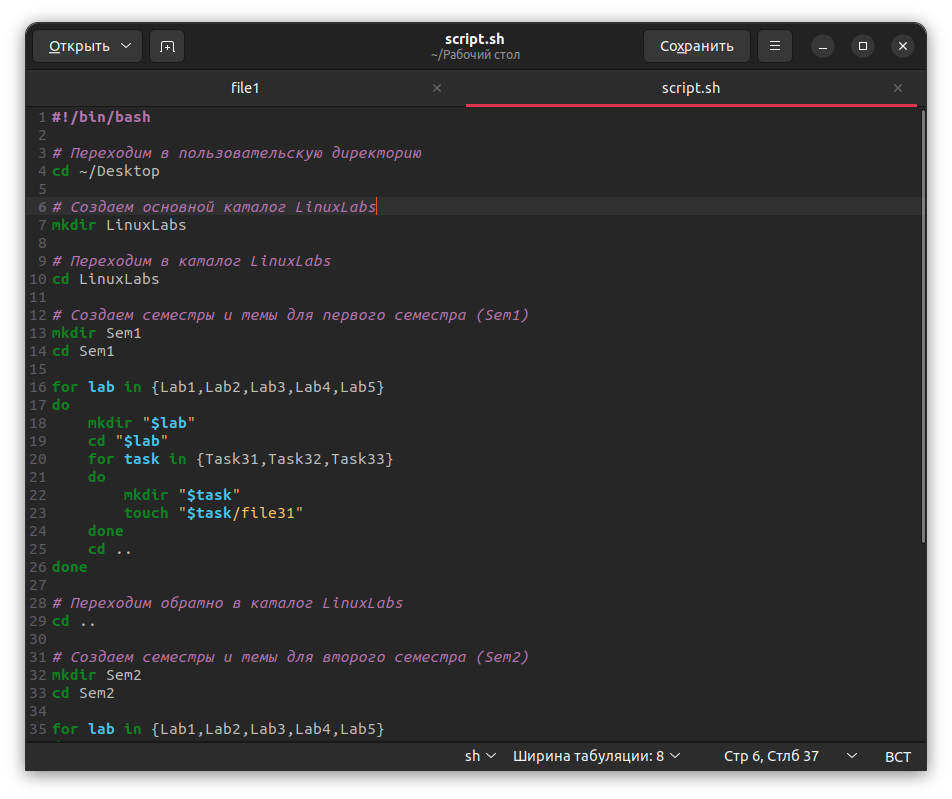 Открыть
script.sh
~/Рабочий стол
Сохранить
file1
script.sh
1 #!/bin/bash
2
3 # Переходим в пользовательскую директорию
4 cd ~/Desktop
5
6 # Создаем основной каталог LinuxLabs
7 mkdir LinuxLabs
8
9 # Переходим в каталог LinuxLabs
10 cd LinuxLabs
11
12 # Создаем семестры и темы для первого семестра (Sem1)
13 mkdir Sem1
14 cd Sem1
15
16 for lab in {Lab1,Lab2,Lab3,Lab4,Lab5}
17 do
18     mkdir "$lab"
19     cd "$lab"
20     for task in {Task31,Task32,Task33}
21     do
22         mkdir "$task"
23         touch "$task/file31"
24     done
25     cd ..
26 done
27
28 # Переходим обратно в каталог LinuxLabs
29 cd ..
30
31 # Создаем семестры и темы для второго семестра (Sem2)
32 mkdir Sem2
33 cd Sem2
34
35 for lab in {Lab1,Lab2,Lab3,Lab4,Lab5}
sh Ширина табуляции: 8 Стр 6, Стлб 37 ВСТ